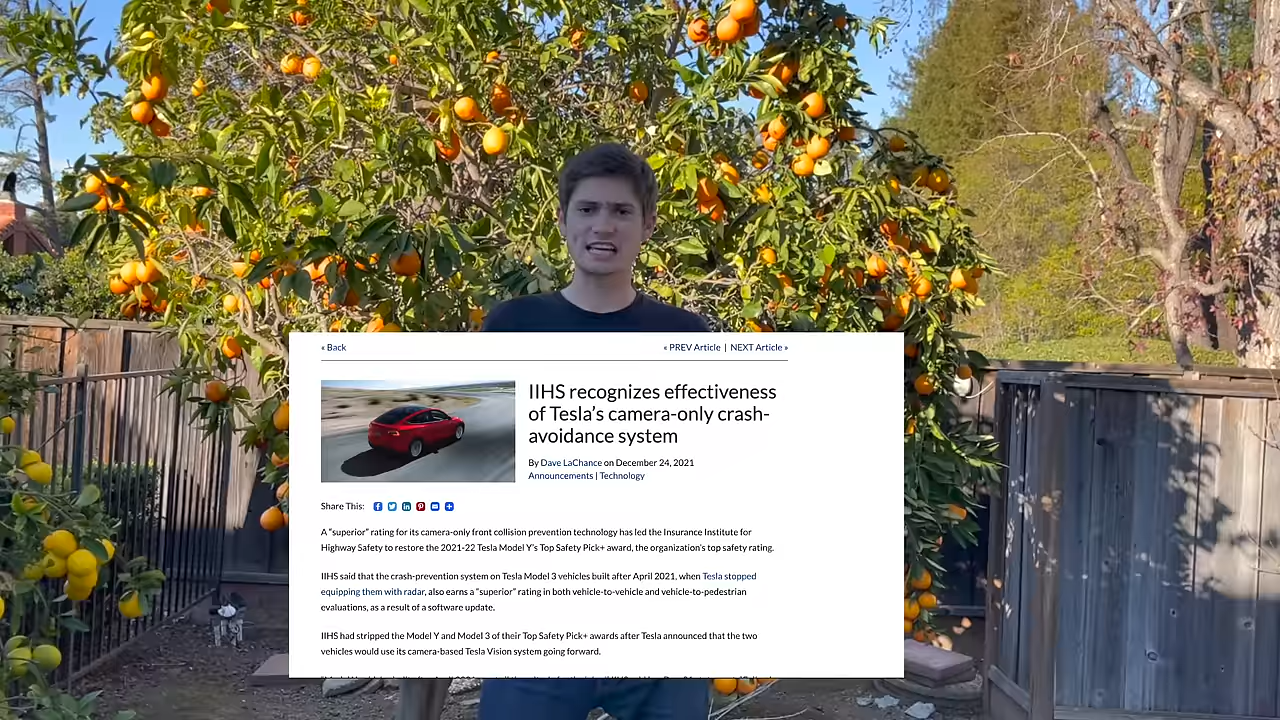 « Back
« PREV Article | NEXT Article »
IIHS recognizes effectiveness
of Tesla's camera-only crash-
avoidance system
By Dave LaChance on December 24, 2021
Announcements | Technology
Share This:
A "superior" rating for its camera-only front collision prevention technology has led the Insurance Institute for
Highway Safety to restore the 2021-22 Tesla Model Y's Top Safety Pick+ award, the organization's top safety rating.
IIHS said that the crash-prevention system on Tesla Model 3 vehicles built after April 2021, when Tesla stopped
equipping them with radar, also earns a "superior" rating in both vehicle-to-vehicle and vehicle-to-pedestrian
evaluations, as a result of a software update.
IIHS had stripped the Model Y and Model 3 of their Top Safety Pick+ awards after Tesla announced that the two
vehicles would use its camera-based Tesla Vision system going forward.